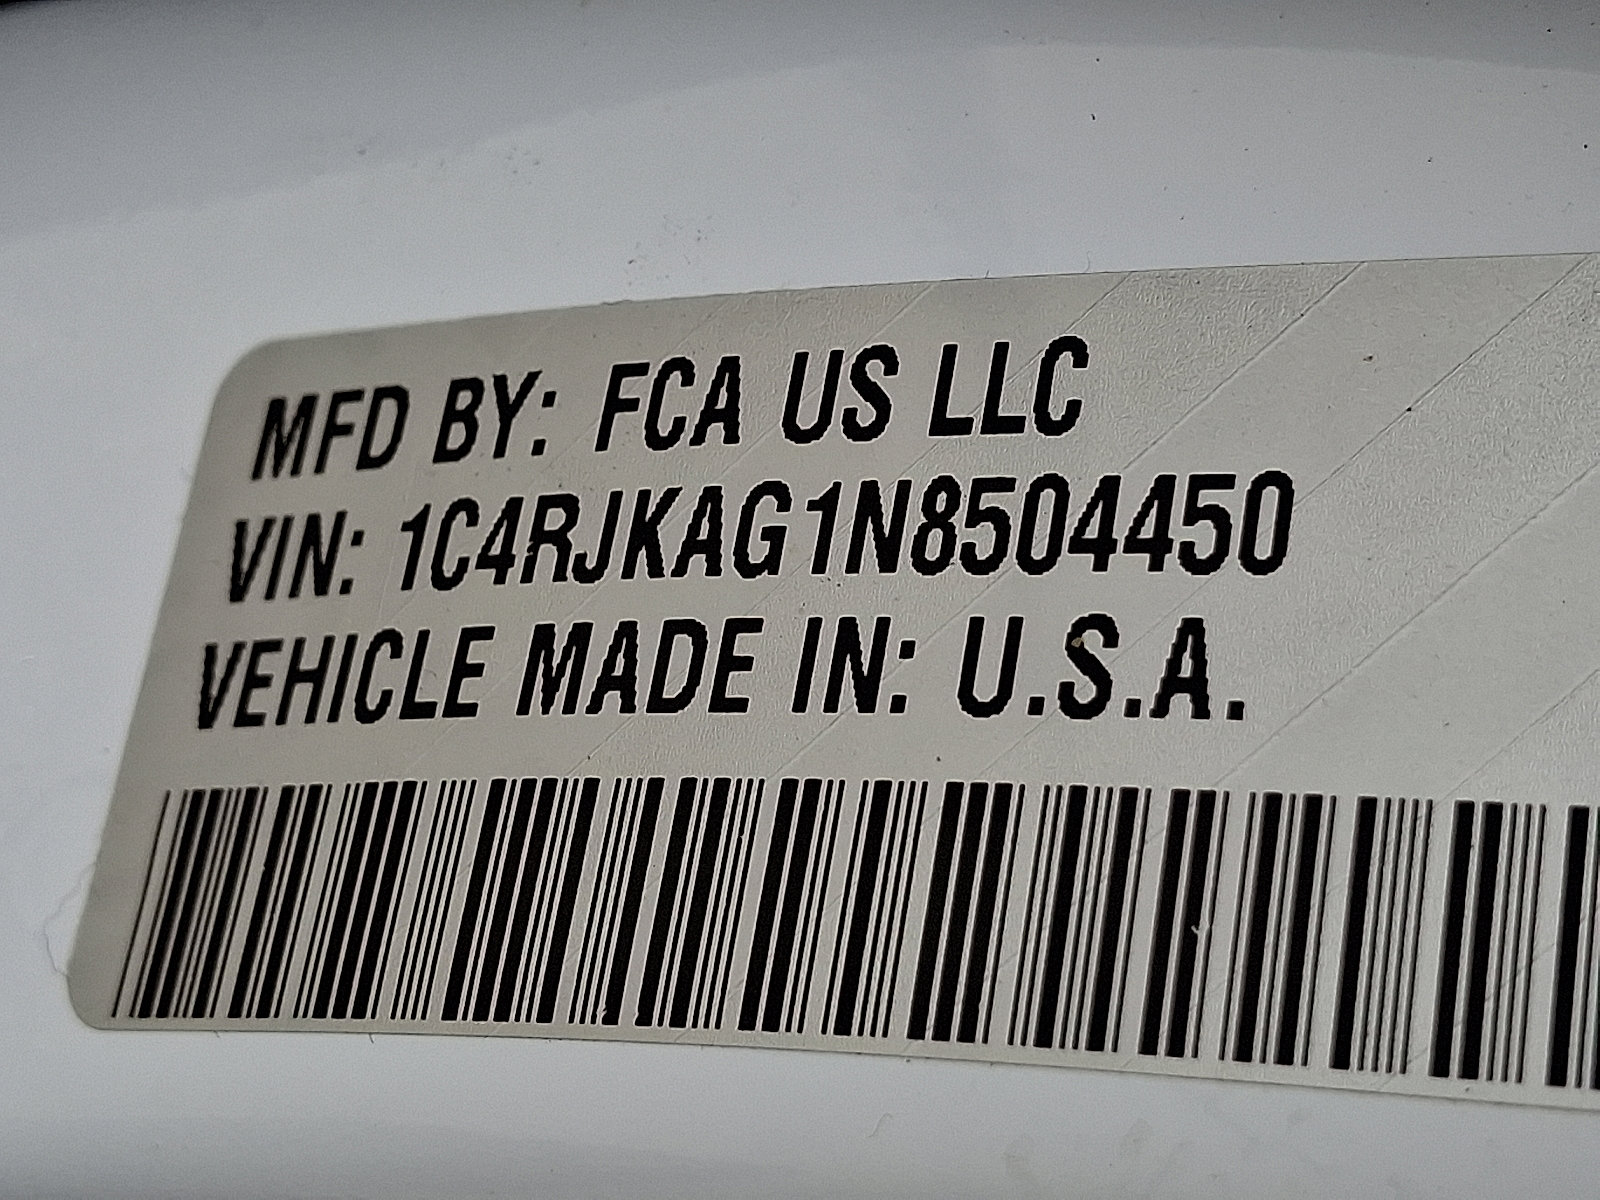 MFD BY: FCA US LLC
VIN: 1C4RJKAG1N8504450
VEHICLE MADE IN: U.S.A.